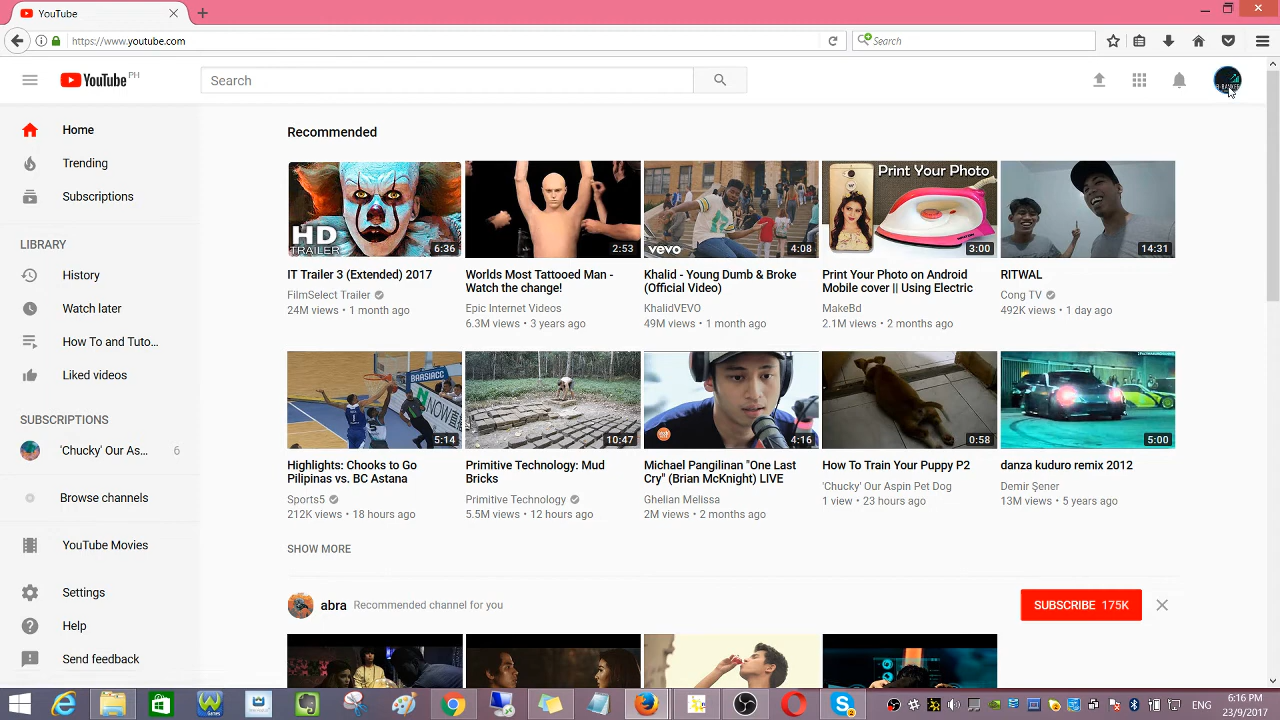 YouTube
https://www.youtube.com
Search
YouTube PH
Search
Home
Trending
Subscriptions
LIBRARY
History
Watch later
How To and Tuto...
Liked videos
SUBSCRIPTIONS
'Chucky' Our As... 6
Browse channels
YouTube Movies
Settings
Help
Send feedback
Recommended
HD
TRAILER
6:36
IT Trailer 3 (Extended) 2017
FilmSelect Trailer
24M views • 1 month ago
2:53
Worlds Most Tattooed Man -
Watch the change!
Epic Internet Videos
6.3M views • 3 years ago
vevo
4:08
Khalid - Young Dumb & Broke
(Official Video)
KhalidVEVO
49M views • 1 month ago
Print Your Photo
3:00
Print Your Photo on Android
Mobile cover || Using Electric
MakeBd
2.1M views • 2 months ago
14:31
RITWAL
Cong TV
492K views • 1 day ago
5:14
Highlights: Chooks to Go
Pilipinas vs. BC Astana
Sports5
212K views • 18 hours ago
10:47
Primitive Technology: Mud
Bricks
Primitive Technology
5.5M views • 12 hours ago
4:16
Michael Pangilinan "One Last
Cry" (Brian McKnight) LIVE
Ghelian Melissa
2M views • 2 months ago
0:58
How To Train Your Puppy P2
'Chucky' Our Aspin Pet Dog
1 view • 23 hours ago
5:00
danza kuduro remix 2012
Demir Şener
13M views • 5 years ago
SHOW MORE
abra Recommended channel for you
SUBSCRIBE 175K
ENG
6:16 PM
23/9/2017